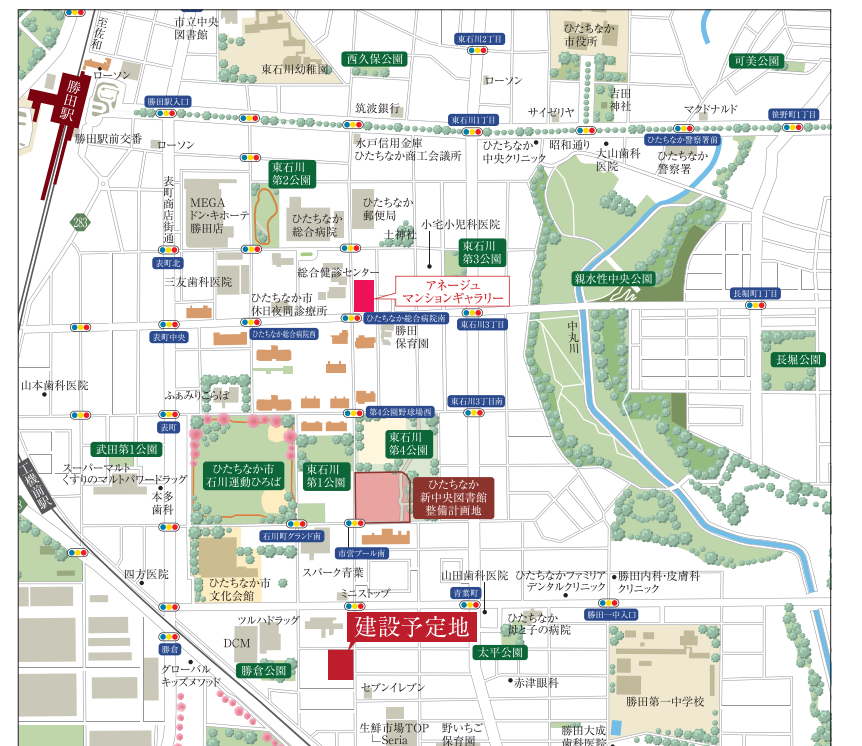 至佐和
市立中央
図書館
東石川幼稚園
西久保公園
東石川2丁目
ひたちなか
市役所
可美公園
ローソン
ローソン
勝田駅
勝田駅入口
筑波銀行
東石川1丁目
サイゼリヤ
吉田
神社
マクドナルド
笹野町1丁目
勝田駅前交番
ローソン
水戸信用金庫
ひたちなか商工会議所
ひたちなか
中央クリニック
昭和通り
大山歯科
医院
ひたちなか警察署前
ひたちなか
警察署
東石川
第2公園
表町商店街通
MEGA
ドン・キホーテ
勝田店
ひたちなか
総合病院
ひたちなか
郵便局
土神社
小宅小児科医院
東石川
第3公園
283
表町北
三友歯科医院
総合健診センター
アネージュ
マンションギャラリー
親水性中央公園
長堀町1丁目
ひたちなか市
休日夜間診療所
ひたちなか総合病院南
東石川3丁目
表町中央
ひたちなか総合病院西
勝田
保育園
中丸川
長堀公園
山本歯科医院
ふぁみりこらぼ
第4公園野球場西
東石川3丁目南
表町
武田第1公園
東石川
第4公園
スーパーマルト
くすりのマルトパワードラッグ
ひたちなか市
石川運動ひろば
東石川
第1公園
ひたちなか
新中央図書館
整備計画地
工機前駅
本多
歯科
石川町グランド南
市営プール南
四方医院
ひたちなか市
文化会館
スパーク青葉
山田歯科医院
ひたちなかファミリア
デンタルクリニック
勝田内科・皮膚科
クリニック
ミニストップ
青葉町
勝田一中入口
ツルハドラッグ
建設予定地
ひたちなか
母と子の病院
勝倉
DCM
太平公園
グローバル
キッズメソッド
勝倉公園
セブンイレブン
赤津眼科
勝田第一中学校
生鮮市場TOP
Seria
野いちご
保育園
勝田大成
歯科医院